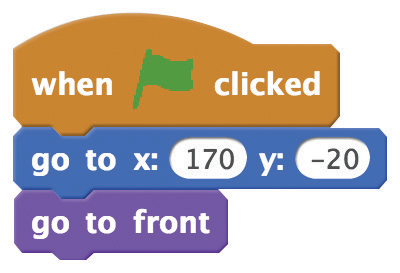 when clicked
go to x: 170 y: -20
go to front